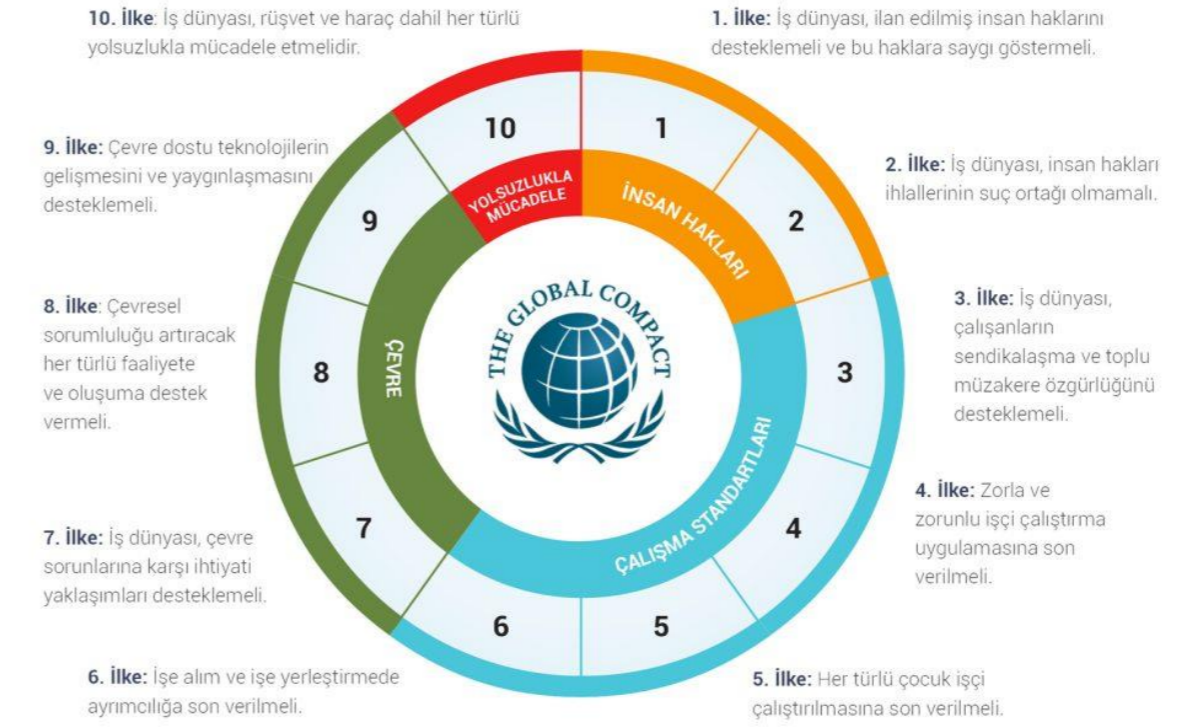 10. İlke: İş dünyası, rüşvet ve haraç dahil her türlü
yolsuzlukla mücadele etmelidir.
1. İlke: İş dünyası, ilan edilmiş insan haklarını
desteklemeli ve bu haklara saygı göstermeli.
9. İlke: Çevre dostu teknolojilerin
gelişmesini ve yaygınlaşmasını
desteklemeli.
2. İlke: İş dünyası, insan hakları
ihlallerinin suç ortağı olmamalı.
8. İlke: Çevresel
sorumluluğu artıracak
her türlü faaliyete
ve oluşuma destek
vermeli.
3. İlke: İş dünyası,
çalışanların
sendikalaşma ve toplu
müzakere özgürlüğünü
desteklemeli.
7. İlke: İş dünyası, çevre
sorunlarına karşı ihtiyati
yaklaşımları desteklemeli.
4. İlke: Zorla ve
zorunlu işçi çalıştırma
uygulamasına son
verilmeli.
6. İlke: İşe alım ve işe yerleştirmede
ayrımcılığa son verilmeli.
5. İlke: Her türlü çocuk işçi
çalıştırılmasına son verilmeli.
10
1
9
2
8
3
7
4
6
5
YOLSUZLUKLA
MÜCADELE
İNSAN HAKLARI
ÇEVRE
ÇALIŞMA STANDARTLARI
THE GLOBAL COMPACT